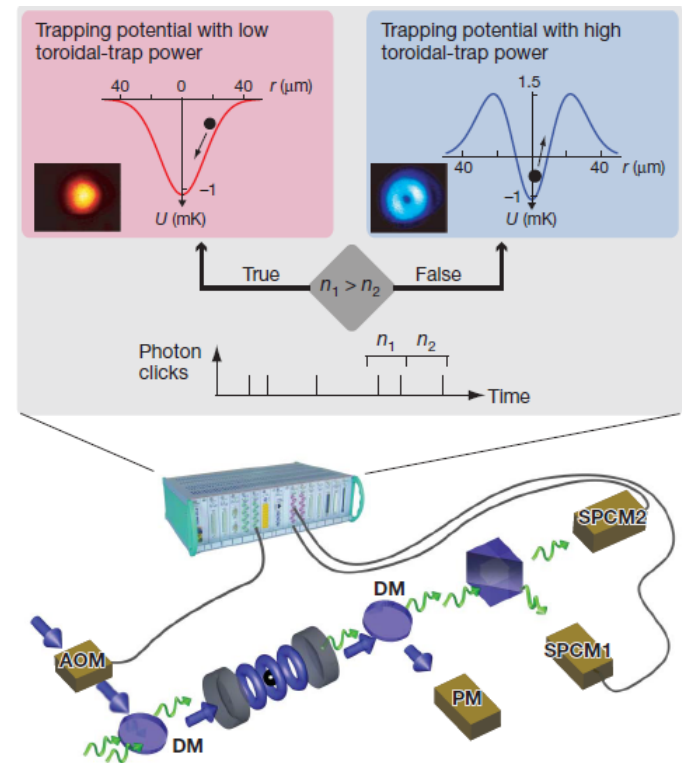 Trapping potential with low
toroidal-trap power
40 0 40 r (μm)
–1
U (mK)
Trapping potential with high
toroidal-trap power
1.5
40 40 r (μm)
–1
U (mK)
True n₁ > n₂ False
Photon
clicks
n₁ n₂
Time
SPCM2
DM
AOM
SPCM1
PM
DM